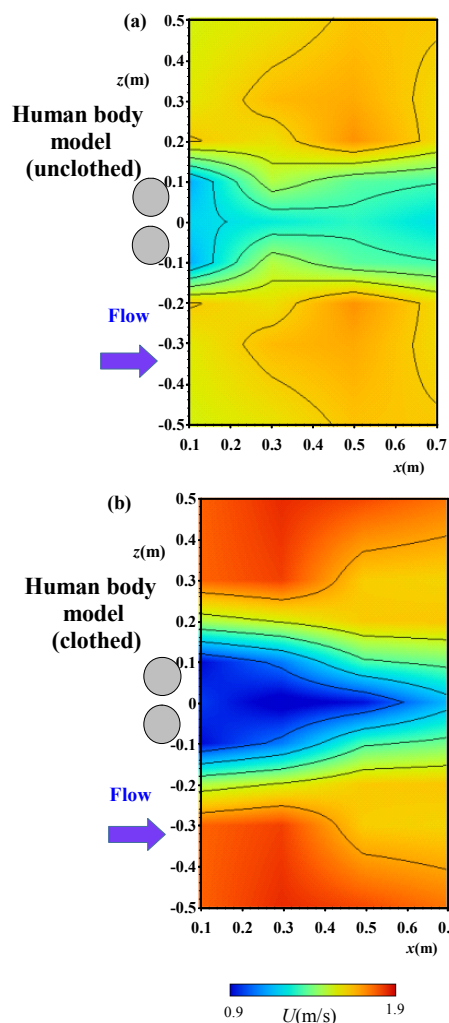 (a)
z(m)
Human body
model
(unclothed)
Flow
0.5
0.4
0.3
0.2
0.1
0
-0.1
-0.2
-0.3
-0.4
-0.5
0.1 0.2 0.3 0.4 0.5 0.6 0.7
x(m)
(b)
z(m)
Human body
model
(clothed)
Flow
0.5
0.4
0.3
0.2
0.1
0
-0.1
-0.2
-0.3
-0.4
-0.5
0.1 0.2 0.3 0.4 0.5 0.6 0.
x(m)
0.9 U(m/s) 1.9